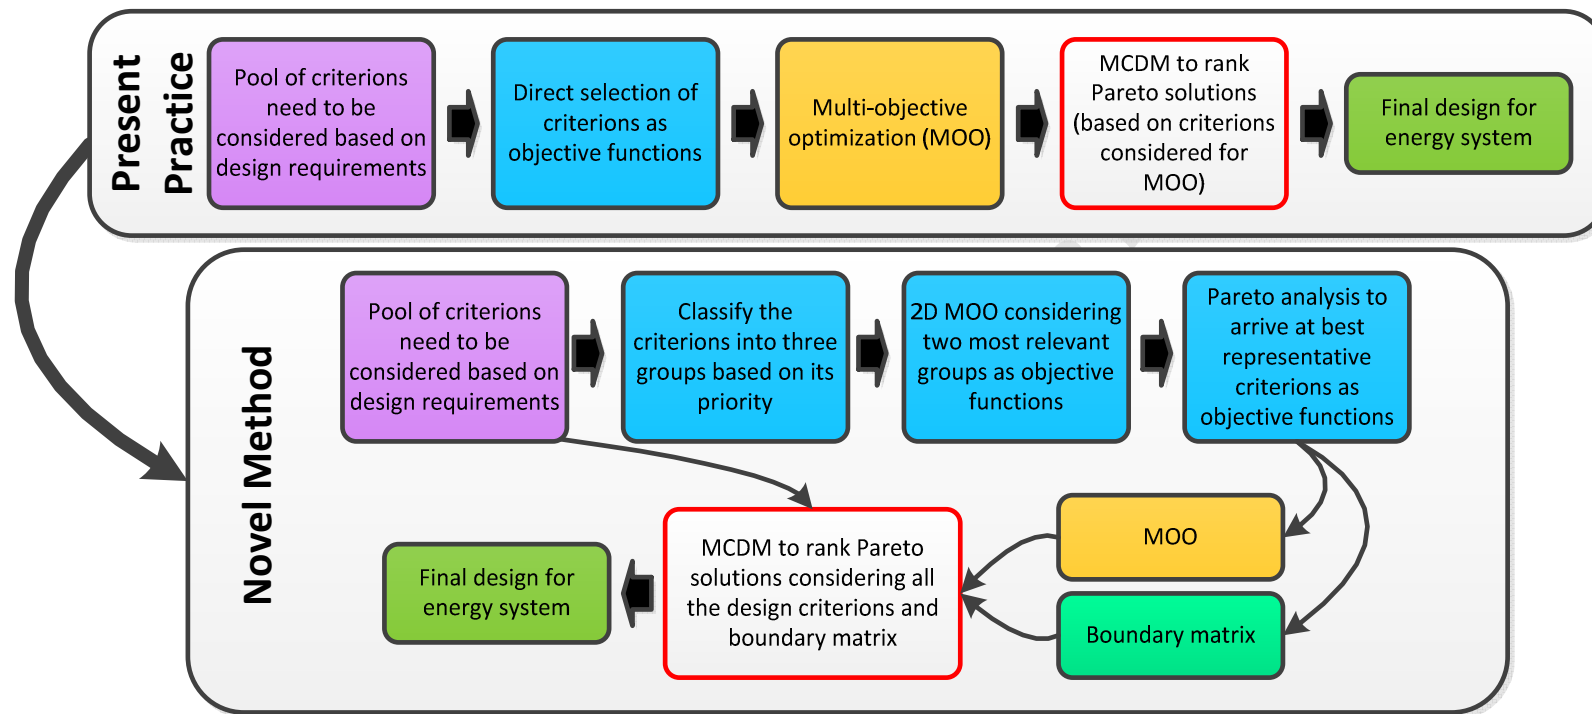 Present
Practice
Pool of criterions
need to be
considered based on
design requirements
Direct selection of
criterions as
objective functions
Multi-objective
optimization (MOO)
MCDM to rank
Pareto solutions
(based on criterions
considered for
MOO)
Final design for
energy system
Novel Method
Pool of criterions
need to be
considered based on
design requirements
Classify the
criterions into three
groups based on its
priority
2D MOO considering
two most relevant
groups as objective
functions
Pareto analysis to
arrive at best
representative
criterions as
objective functions
MOO
Boundary matrix
MCDM to rank Pareto
solutions considering all
the design criterions and
boundary matrix
Final design for
energy system